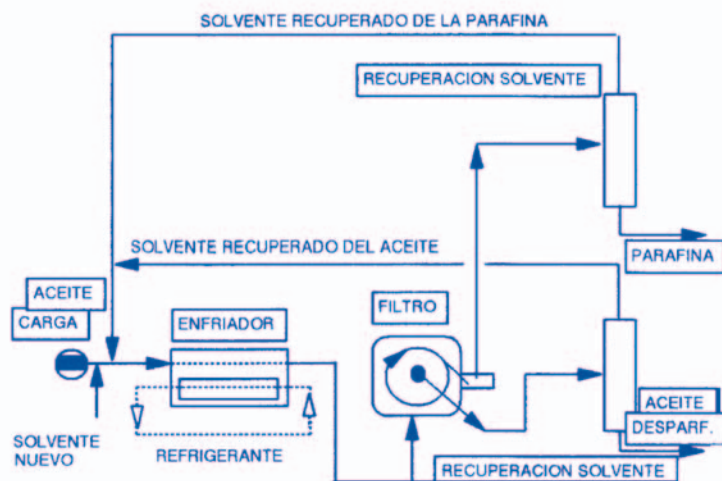 SOLVENTE RECUPERADO DE LA PARAFINA
RECUPERACION SOLVENTE
SOLVENTE RECUPERADO DEL ACEITE
PARAFINA
ACEITE
CARGA
ENFRIADOR
FILTRO
ACEITE
DESPARF.
SOLVENTE
NUEVO
REFRIGERANTE
RECUPERACION SOLVENTE